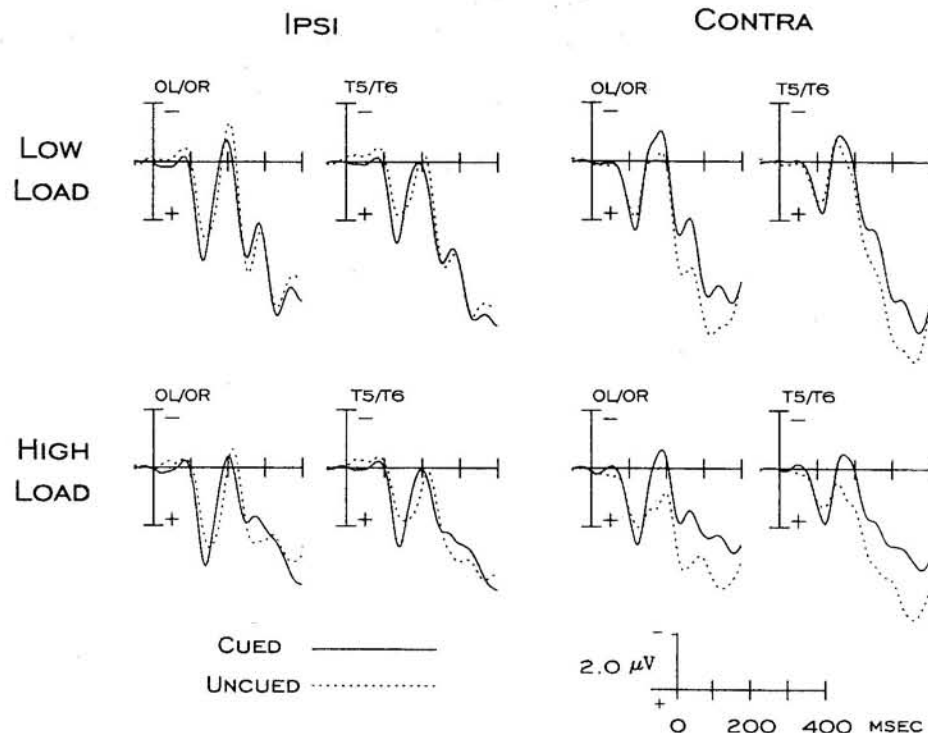 IPSI
CONTRA
OL/OR
T5/T6
OL/OR
T5/T6
− − − −
LOW
LOAD
+ + + +
OL/OR
T5/T6
OL/OR
T5/T6
− − − −
HIGH
LOAD
+ + + +
CUED
UNCUED
−
2.0 μV
+
0 200 400 MSEC